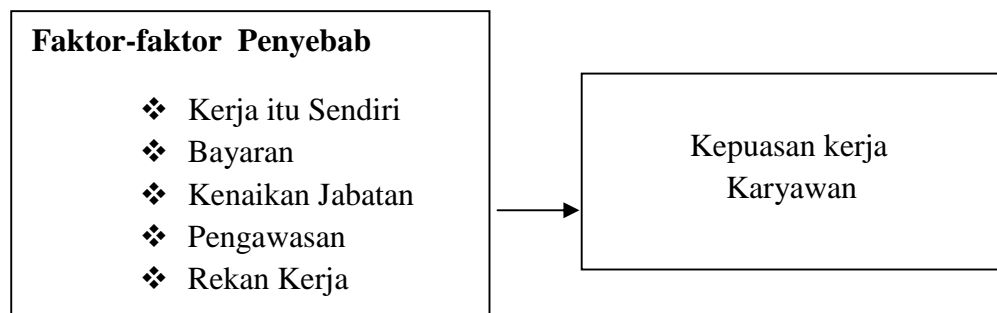 Faktor-faktor Penyebab
❖ Kerja itu Sendiri
❖ Bayaran
❖ Kenaikan Jabatan
❖ Pengawasan
❖ Rekan Kerja
Kepuasan kerja
Karyawan